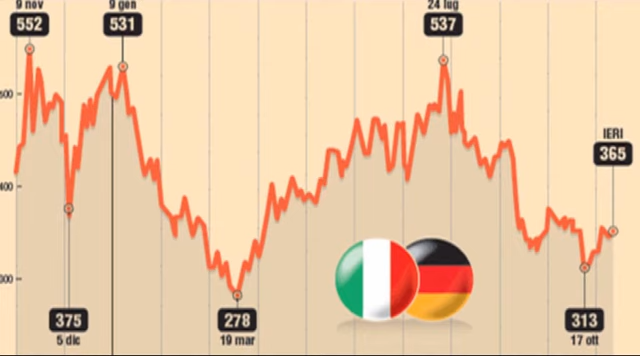 9 nov
552
9 gen
531
24 lug
537
IERI
365
400
375
5 dic
278
19 mar
313
17 ott